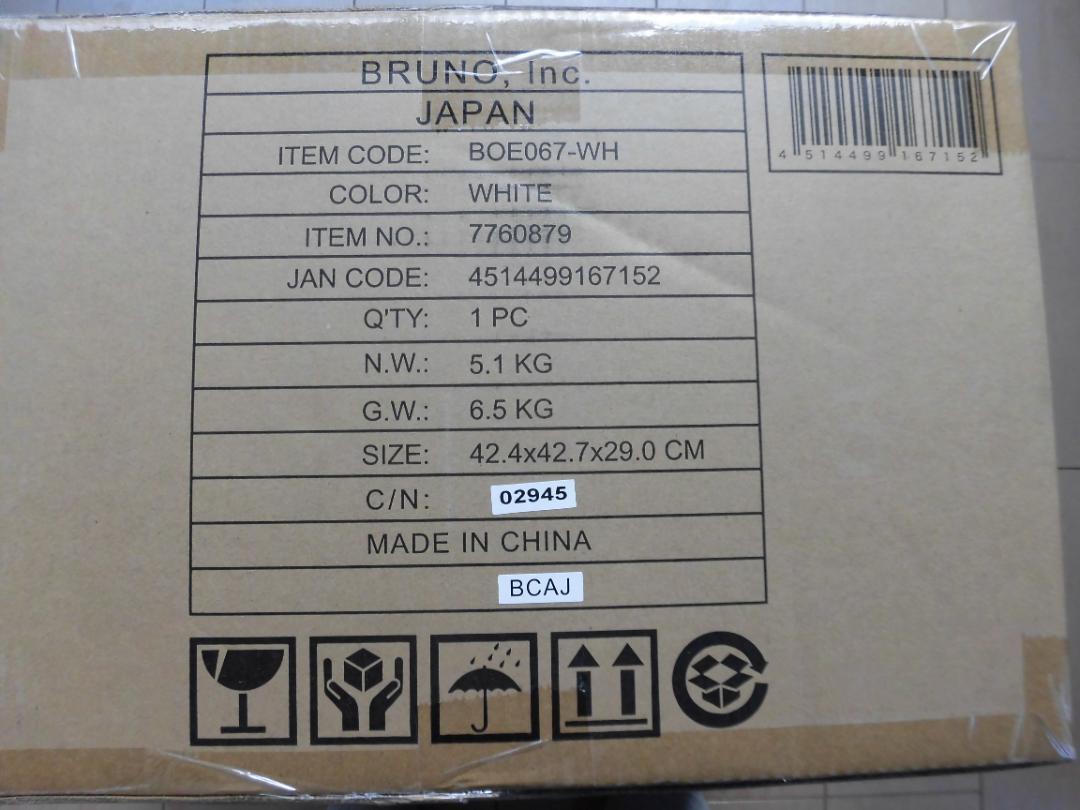 BRUNO, Inc.
JAPAN
ITEM CODE: BOE067-WH
COLOR: WHITE
ITEM NO.: 7760879
JAN CODE: 4514499167152
Q'TY: 1 PC
N.W.: 5.1 KG
G.W.: 6.5 KG
SIZE: 42.4x42.7x29.0 CM
C/N: 02945
MADE IN CHINA
BCAJ
4 514499 167152